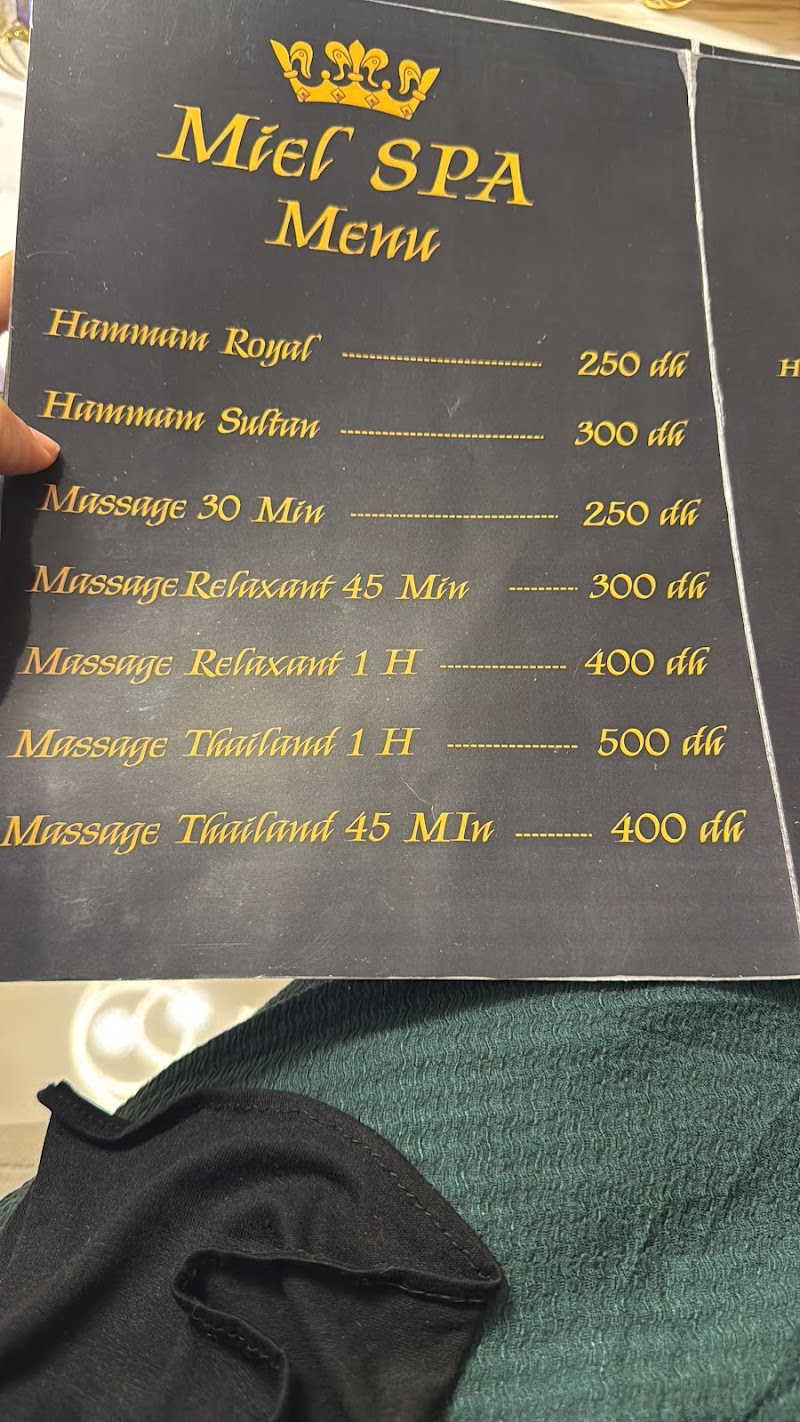 Miel SPA
Menu
Hammam Royal ---------- 250 dh
Hammam Sultan ---------- 300 dh
Massage 30 Min ---------- 250 dh
Massage Relaxant 45 Min ---------- 300 dh
Massage Relaxant 1 H ---------- 400 dh
Massage Thailand 1 H ---------- 500 dh
Massage Thailand 45 MIn ---------- 400 dh
H